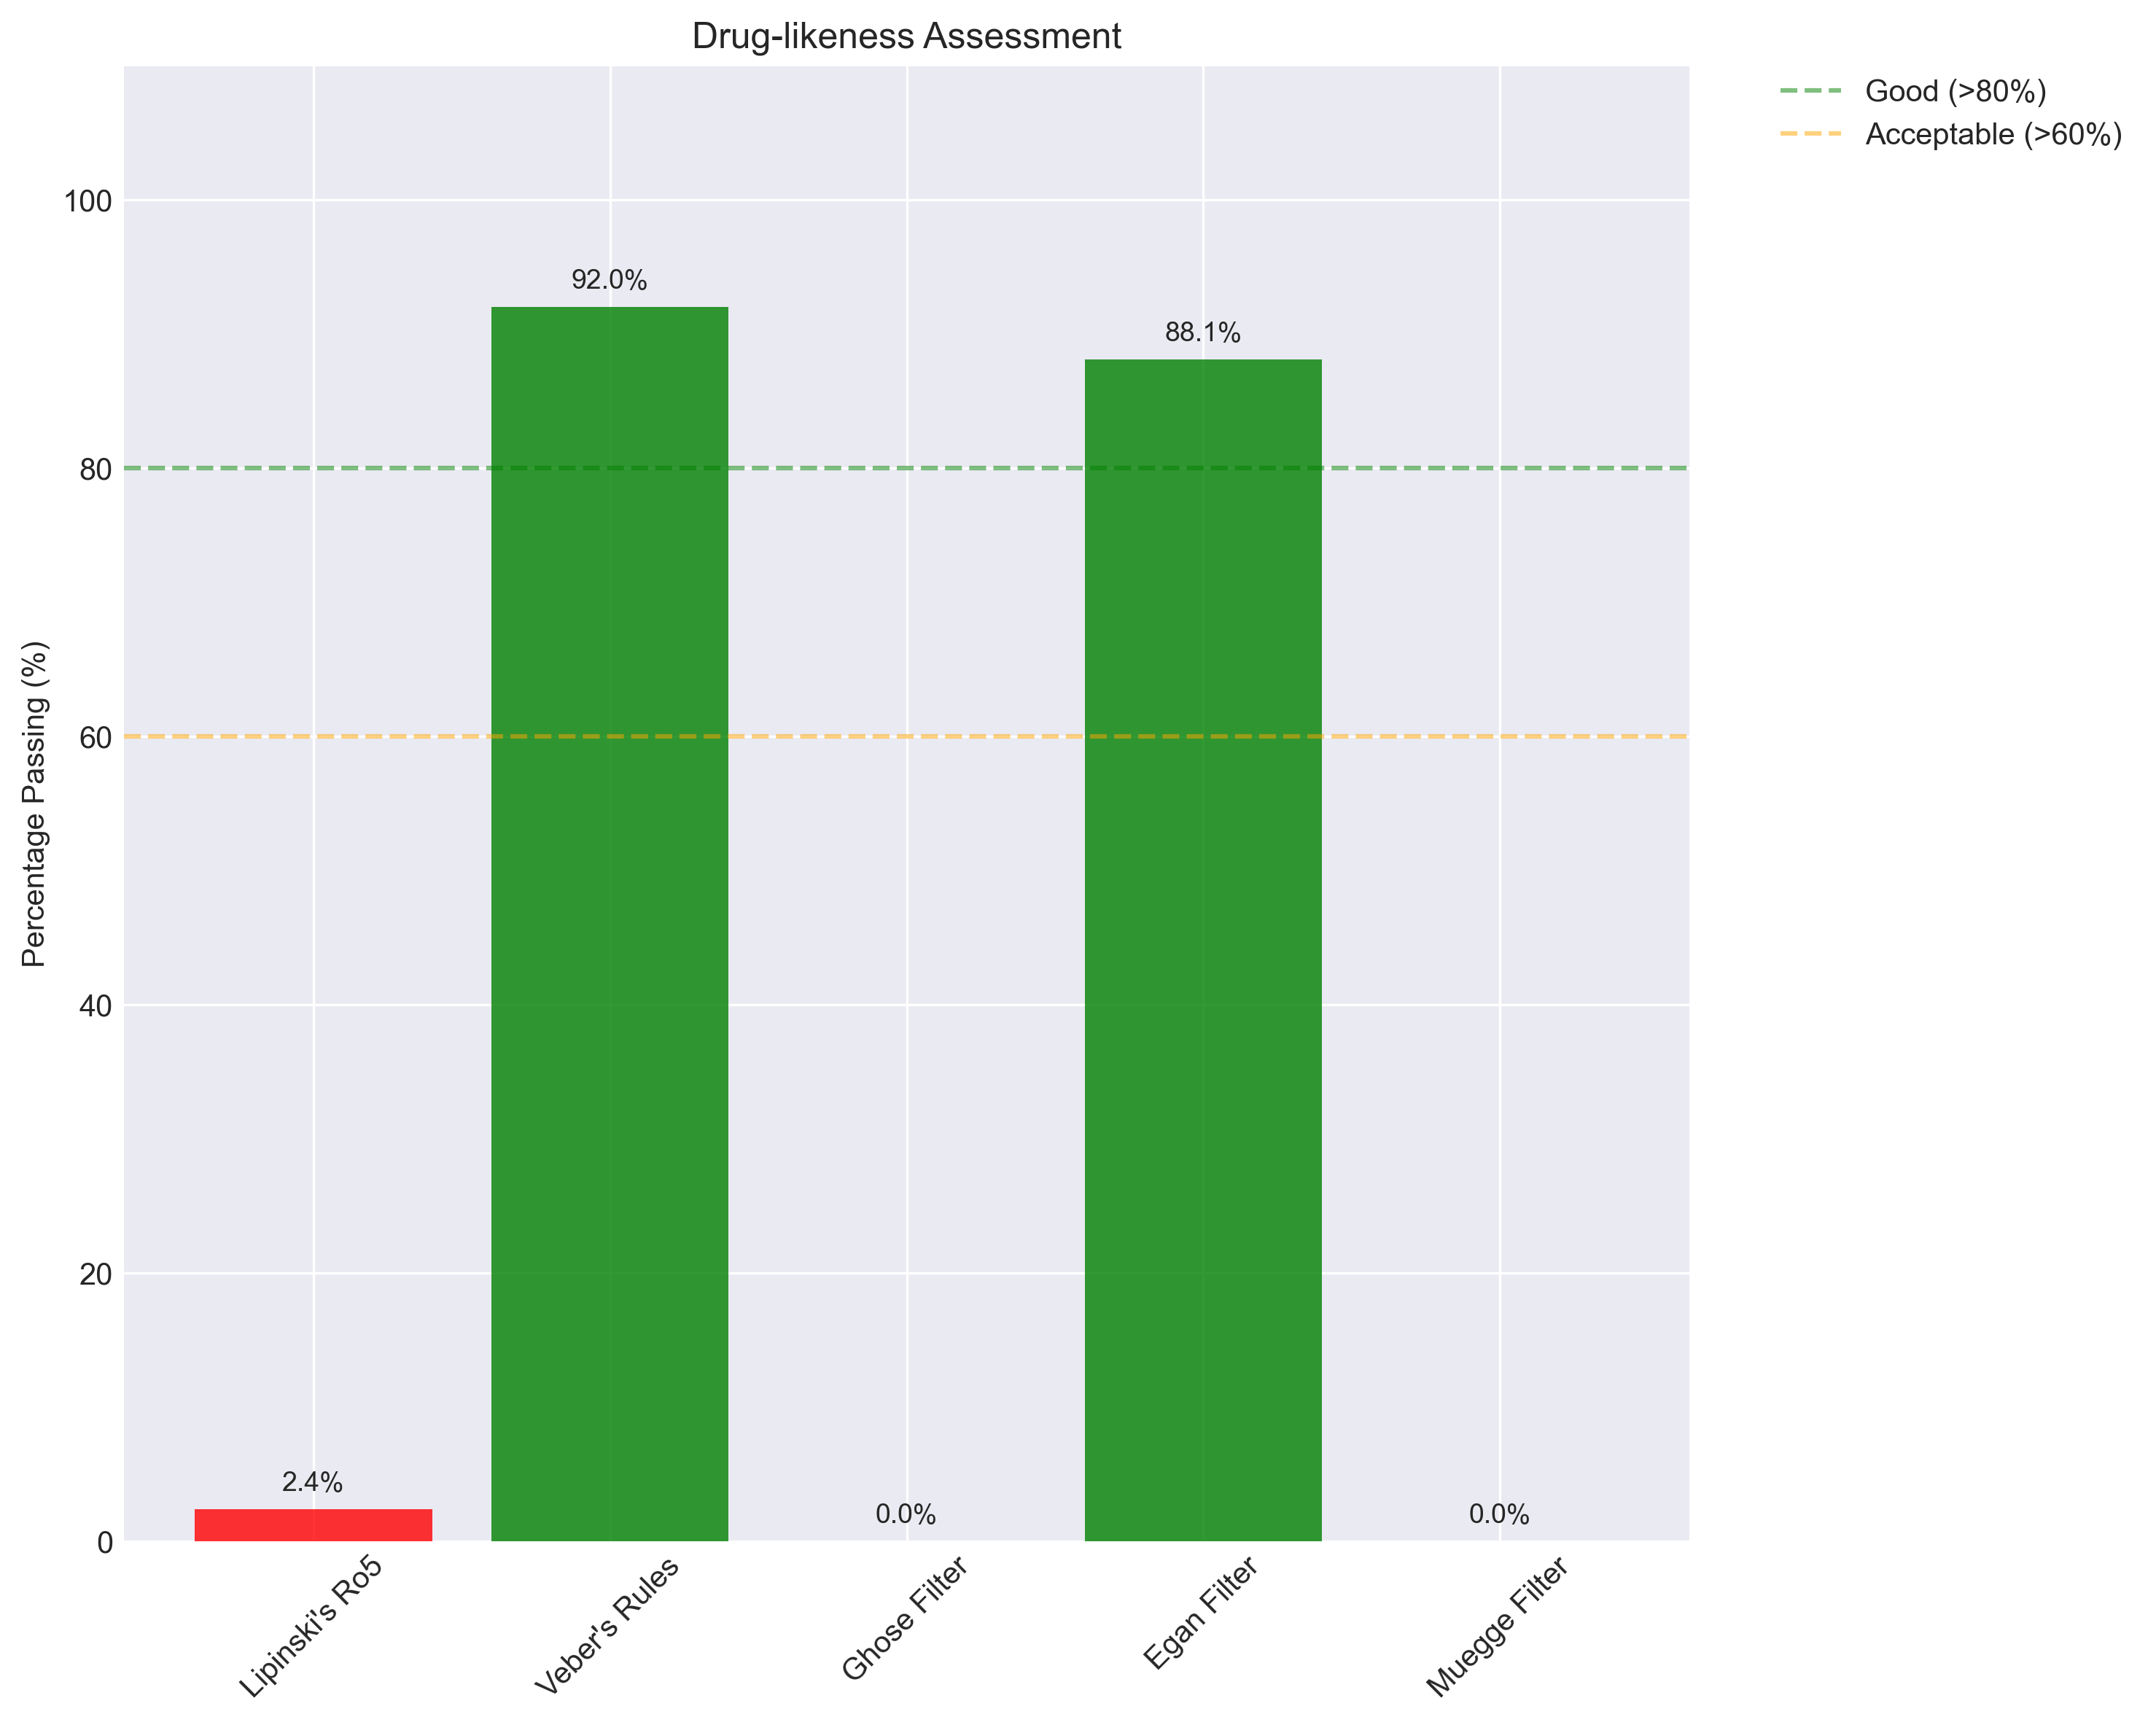 Drug-likeness Assessment
Good (>80%)
Acceptable (>60%)
Percentage Passing (%)
100
80
60
40
20
0
2.4%
92.0%
0.0%
88.1%
0.0%
Lipinski's Ro5
Veber's Rules
Ghose Filter
Egan Filter
Muegge Filter